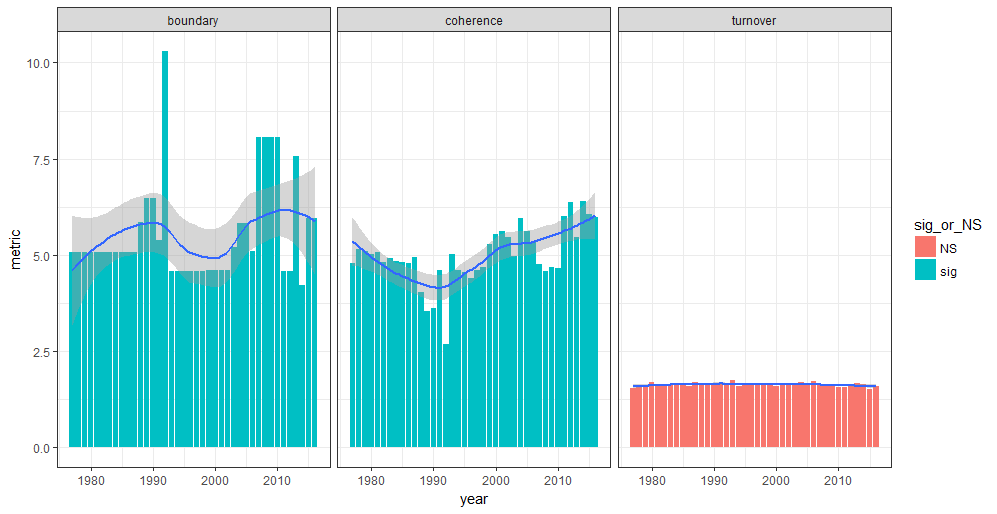 boundary coherence turnover
10.0
7.5
5.0
2.5
0.0
metric
1980 1990 2000 2010 1980 1990 2000 2010 1980 1990 2000 2010
year
sig_or_NS
NS
sig